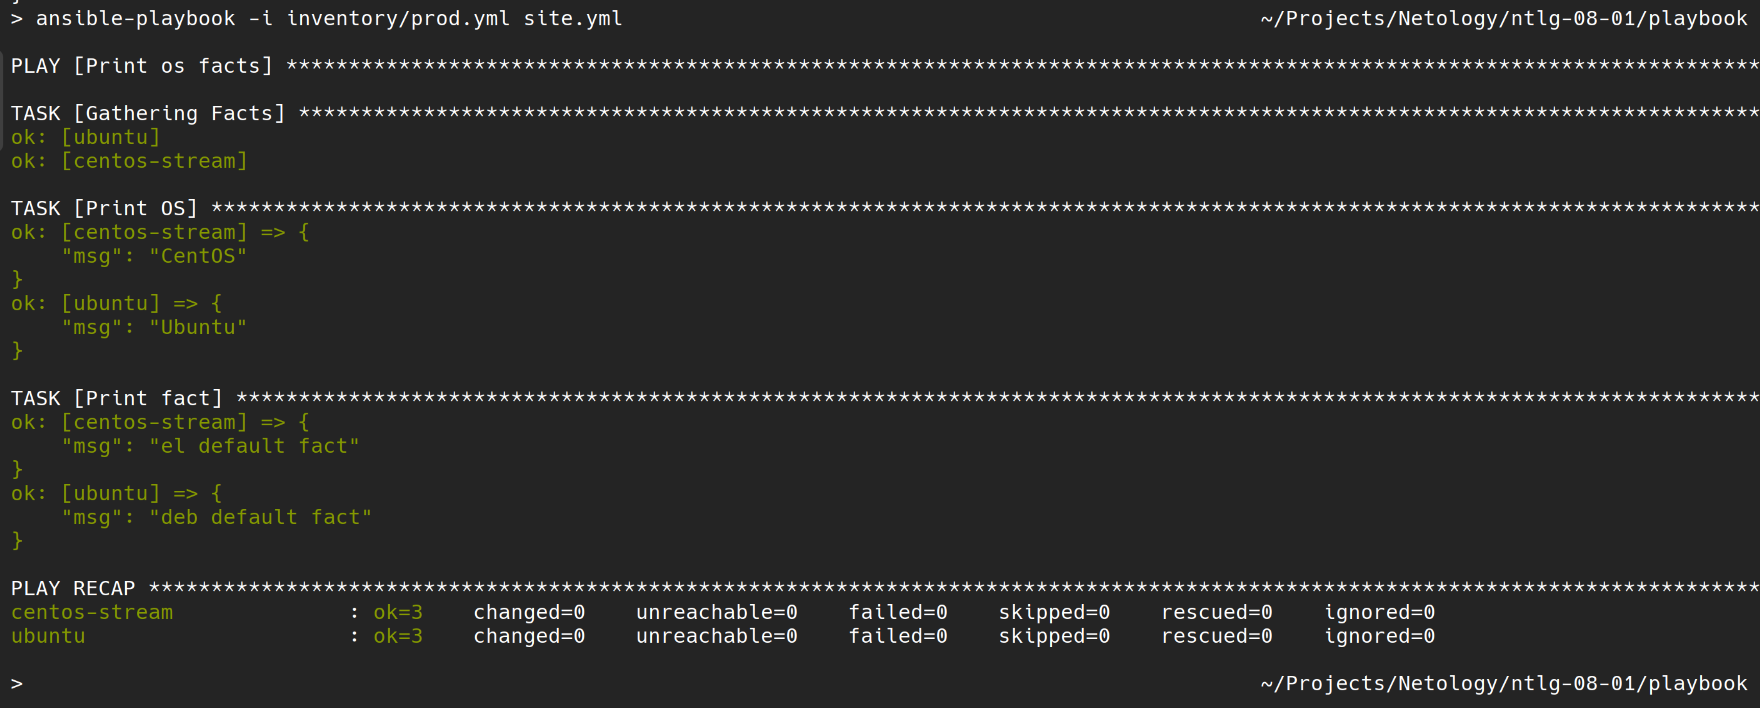 > ansible-playbook -i inventory/prod.yml site.yml ~/Projects/Netology/ntlg-08-01/playbook
PLAY [Print os facts] **********************************************************************************************************************
TASK [Gathering Facts] *********************************************************************************************************************
ok: [ubuntu]
ok: [centos-stream]
TASK [Print OS] ****************************************************************************************************************************
ok: [centos-stream] => {
    "msg": "CentOS"
}
ok: [ubuntu] => {
    "msg": "Ubuntu"
}
TASK [Print fact] **************************************************************************************************************************
ok: [centos-stream] => {
    "msg": "el default fact"
}
ok: [ubuntu] => {
    "msg": "deb default fact"
}
PLAY RECAP *********************************************************************************************************************************
centos-stream              : ok=3    changed=0    unreachable=0    failed=0    skipped=0    rescued=0    ignored=0
ubuntu                     : ok=3    changed=0    unreachable=0    failed=0    skipped=0    rescued=0    ignored=0
> ~/Projects/Netology/ntlg-08-01/playbook